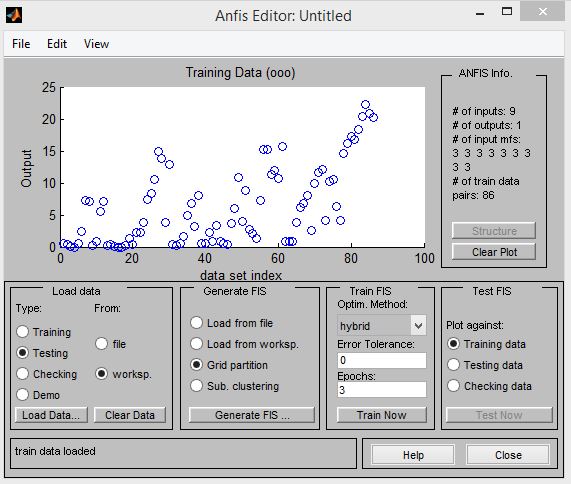 Anfis Editor: Untitled
File Edit View
Training Data (ooo)
25
20
15
10
5
0
Output
0 20 40 60 80 100
data set index
ANFIS Info.
# of inputs: 9
# of outputs: 1
# of input mfs:
3 3 3 3 3 3 3
3 3
# of train data
pairs: 86
Structure
Clear Plot
Load data
Type:
From:
Training
Testing
Checking
Demo
file
worksp.
Load Data...
Clear Data
Generate FIS
Load from file
Load from worksp.
Grid partition
Sub. clustering
Generate FIS ...
Train FIS
Optim. Method:
hybrid
Error Tolerance:
0
Epochs:
3
Train Now
Test FIS
Plot against:
Training data
Testing data
Checking data
Test Now
train data loaded
Help
Close